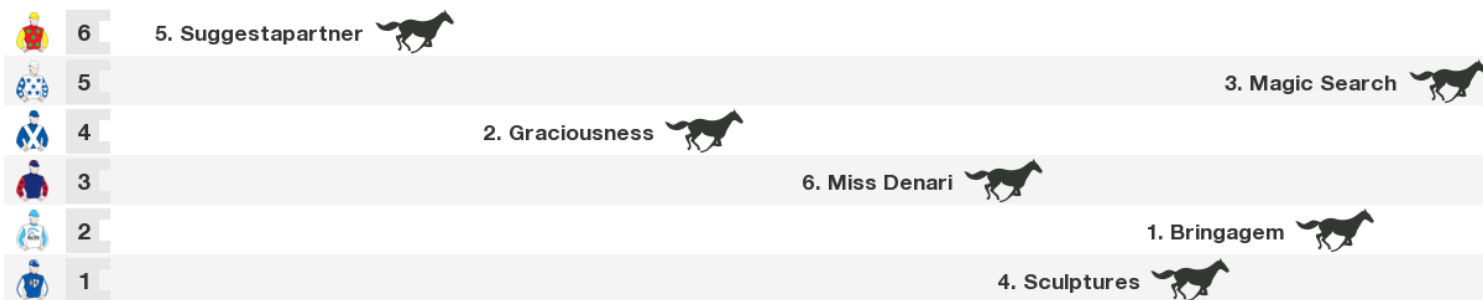 6 5. Suggestapartner
5 3. Magic Search
4 2. Graciousness
3 6. Miss Denari
2 1. Bringagem
1 4. Sculptures